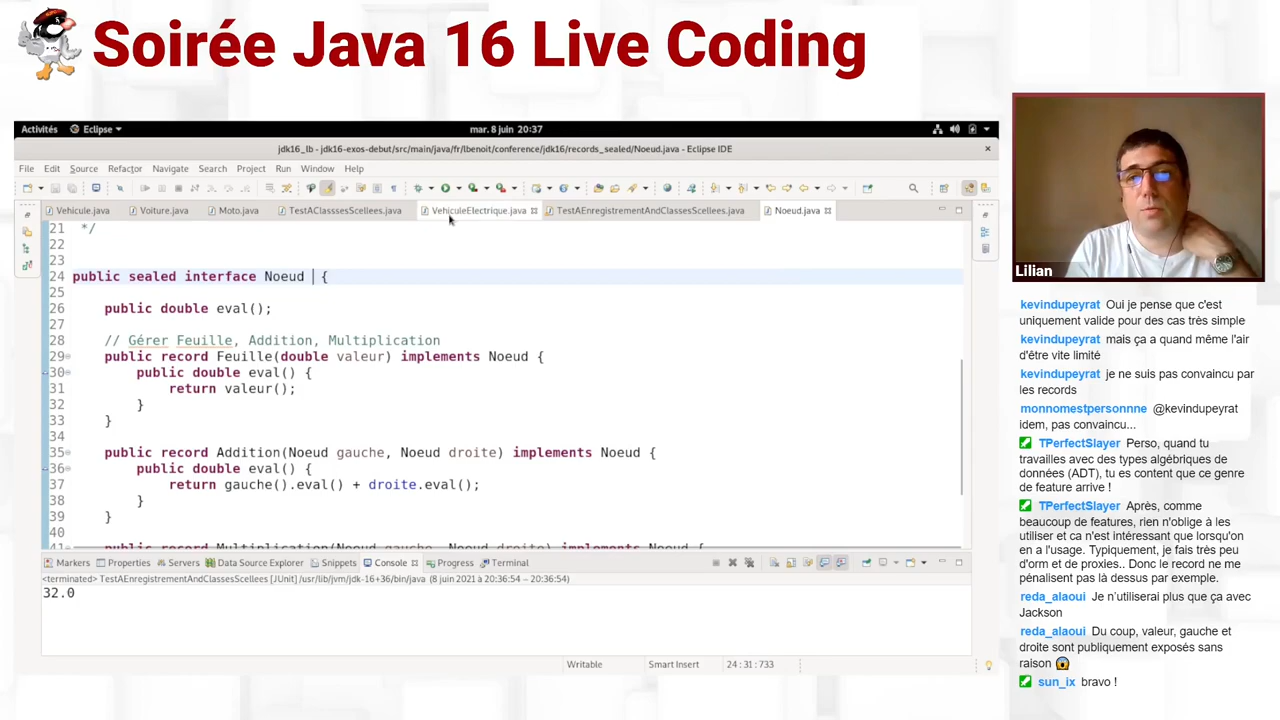 Soirée Java 16 Live Coding
Activités Eclipse mar. 8 juin 20:37
jdk16_lb - jdk16-exos-debut/src/main/java/fr/lbenoit/conference/jdk16/records_sealed/Noeud.java - Eclipse IDE
File Edit Source Refactor Navigate Search Project Run Window Help
Vehicule.java Voiture.java Moto.java TestAClasssesScellees.java VehiculeElectrique.java TestAEnregistrementAndClassesScellees.java Noeud.java
21 */
22
23
24 public sealed interface Noeud {
25
26 public double eval();
27
28 // Gérer Feuille, Addition, Multiplication
29 public record Feuille(double valeur) implements Noeud {
30 public double eval() {
31 return valeur();
32 }
33 }
34
35 public record Addition(Noeud gauche, Noeud droite) implements Noeud {
36 public double eval() {
37 return gauche().eval() + droite.eval();
38 }
39 }
40
41 public record Multiplication(Noeud gauche, Noeud droite) implements Noeud {
Markers Properties Servers Data Source Explorer Snippets Console Progress Terminal
<terminated> TestAEnregistrementAndClassesScellees [JUnit] /usr/lib/jvm/jdk-16+36/bin/java (8 juin 2021 à 20:36:54 – 20:36:54)
32.0
Writable Smart Insert 24 : 31 : 733
Lilian
kevindupeyrat Oui je pense que c'est
uniquement valide pour des cas très simple
kevindupeyrat mais ça a quand même l'air
d'être vite limité
kevindupeyrat je ne suis pas convaincu par
les records
monnomestpersonnne @kevindupeyrat
idem, pas convaincu...
TPerfectSlayer Perso, quand tu
travailles avec des types algébriques de
données (ADT), tu es content que ce genre
de feature arrive !
TPerfectSlayer Après, comme
beaucoup de features, rien n'oblige à les
utiliser et ca n'est intéressant que lorsqu'on
en a l'usage. Typiquement, je fais très peu
d'orm et de proxies.. Donc le record ne me
pénalisent pas là dessus par exemple.
reda_alaoui Je n'utiliserai plus que ça avec
Jackson
reda_alaoui Du coup, valeur, gauche et
droite sont publiquement exposés sans
raison 😱
sun_ix bravo !